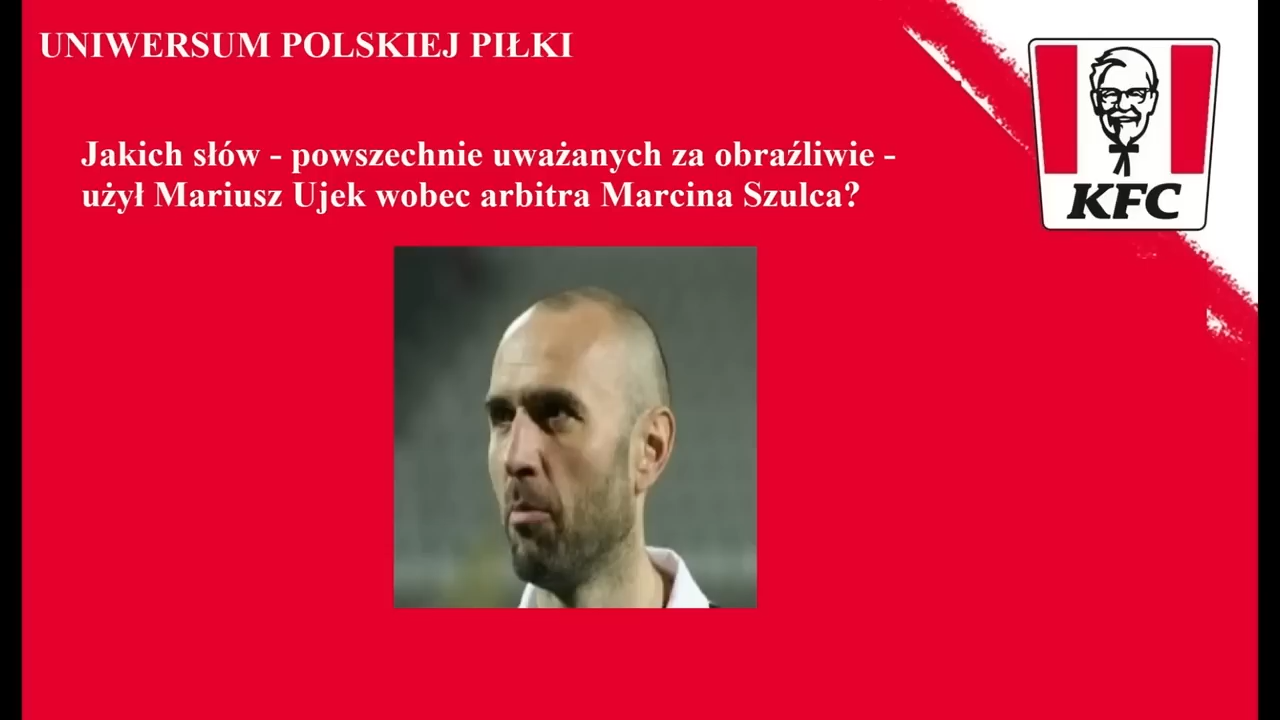 UNIWERSUM POLSKIEJ PIŁKI
Jakich słów - powszechnie uważanych za obraźliwie -
użył Mariusz Ujek wobec arbitra Marcina Szulca?
KFC